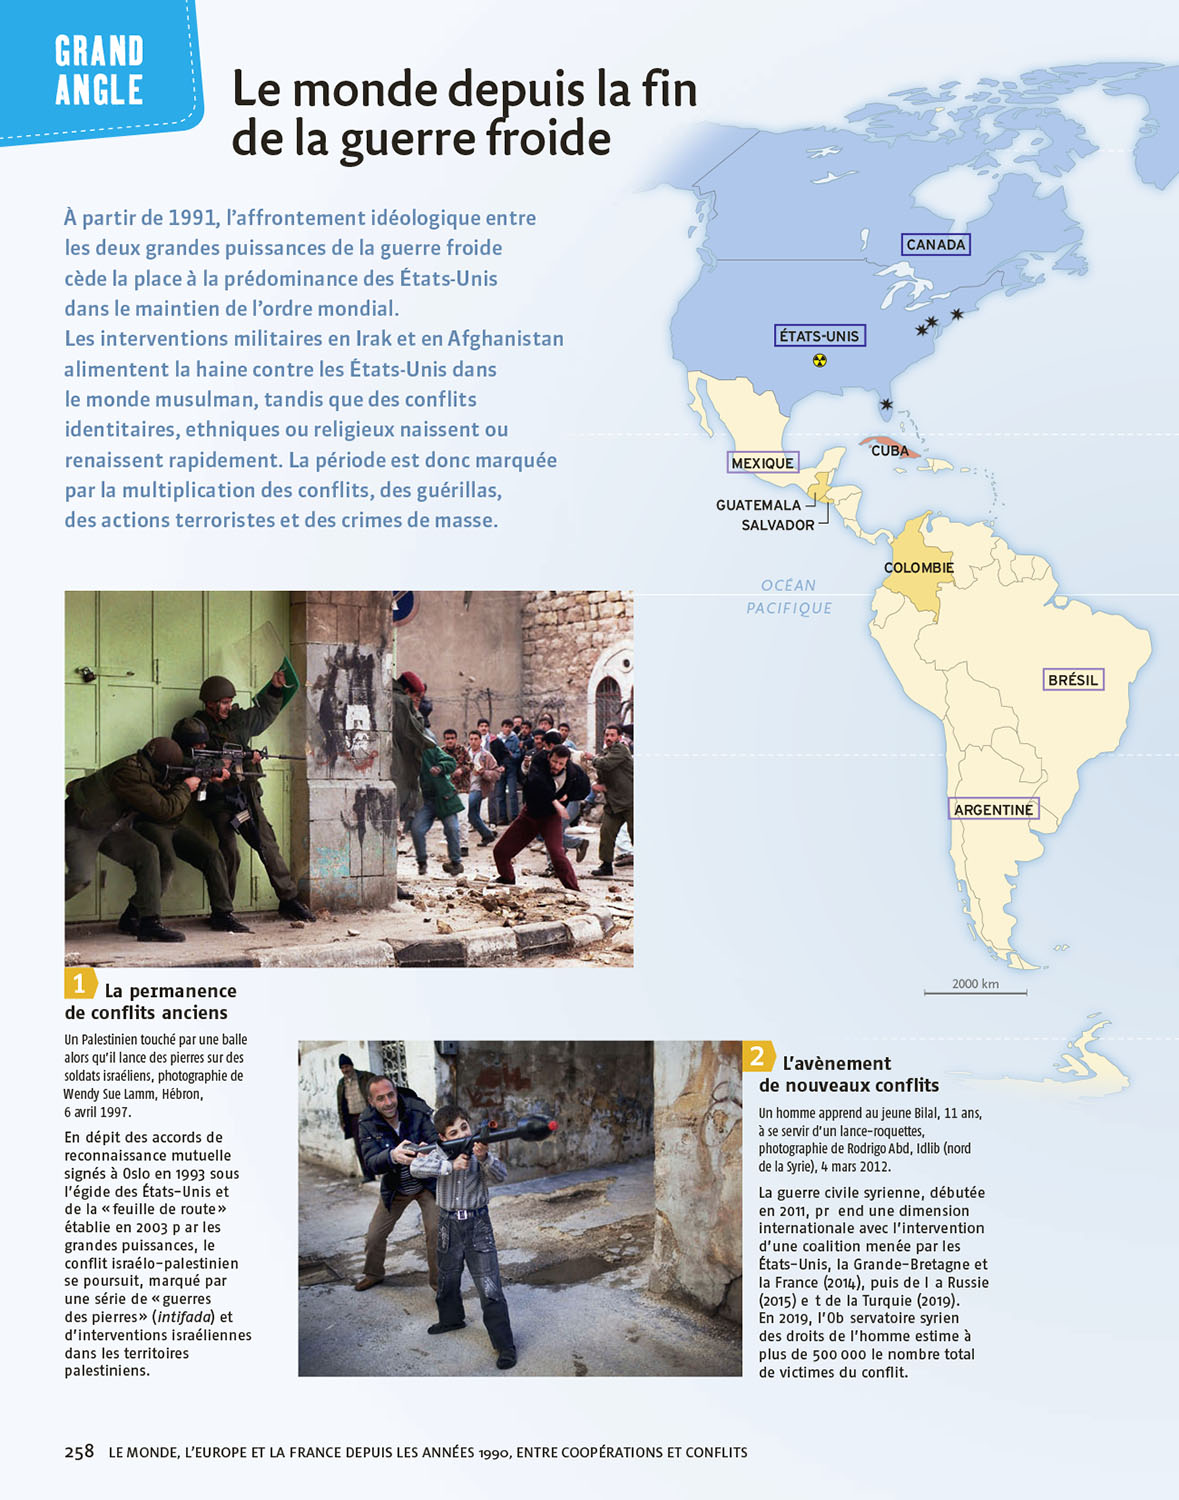 GRAND
ANGLE
Le monde depuis la fin
de la guerre froide
À partir de 1991, l’affrontement idéologique entre
les deux grandes puissances de la guerre froide
cède la place à la prédominance des États-Unis
dans le maintien de l’ordre mondial.
Les interventions militaires en Irak et en Afghanistan
alimentent la haine contre les États-Unis dans
le monde musulman, tandis que des conflits
identitaires, ethniques ou religieux naissent ou
renaissent rapidement. La période est donc marquée
par la multiplication des conflits, des guérillas,
des actions terroristes et des crimes de masse.
CANADA
ÉTATS-UNIS
MEXIQUE
CUBA
GUATEMALA
SALVADOR
COLOMBIE
OCÉAN
PACIFIQUE
BRÉSIL
ARGENTINE
2000 km
1 La permanence
de conflits anciens
Un Palestinien touché par une balle
alors qu’il lance des pierres sur des
soldats israéliens, photographie de
Wendy Sue Lamm, Hébron,
6 avril 1997.
En dépit des accords de
reconnaissance mutuelle
signés à Oslo en 1993 sous
l’égide des États-Unis et
de la « feuille de route »
établie en 2003 p ar les
grandes puissances, le
conflit israélo-palestinien
se poursuit, marqué par
une série de « guerres
des pierres » (intifada) et
d’interventions israéliennes
dans les territoires
palestiniens.
2 L’avènement
de nouveaux conflits
Un homme apprend au jeune Bilal, 11 ans,
à se servir d’un lance-roquettes,
photographie de Rodrigo Abd, Idlib (nord
de la Syrie), 4 mars 2012.
La guerre civile syrienne, débutée
en 2011, pr end une dimension
internationale avec l’intervention
d’une coalition menée par les
États-Unis, la Grande-Bretagne et
la France (2014), puis de l a Russie
(2015) e t de la Turquie (2019).
En 2019, l’Ob servatoire syrien
des droits de l’homme estime à
plus de 500 000 le nombre total
de victimes du conflit.
258 LE MONDE, L’EUROPE ET LA FRANCE DEPUIS LES ANNÉES 1990, ENTRE COOPÉRATIONS ET CONFLITS